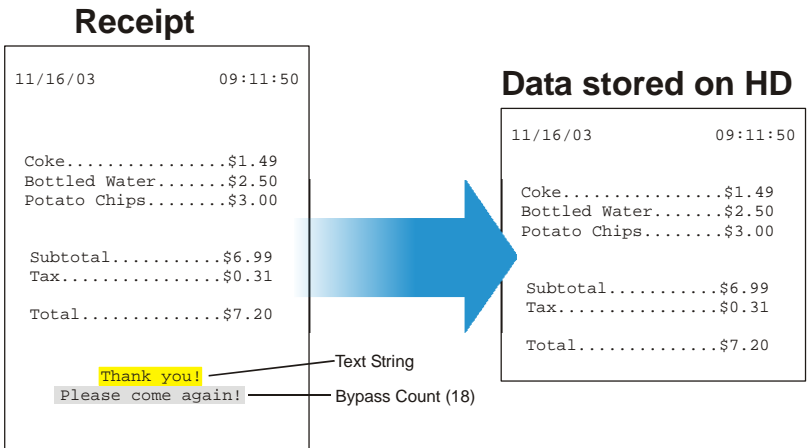 Receipt
11/16/03 09:11:50
Coke................$1.49
Bottled Water.......$2.50
Potato Chips........$3.00
Subtotal...........$6.99
Tax................$0.31
Total..............$7.20
Thank you!
Please come again!
Text String
Bypass Count (18)
Data stored on HD
11/16/03 09:11:50
Coke................$1.49
Bottled Water.......$2.50
Potato Chips........$3.00
Subtotal...........$6.99
Tax................$0.31
Total..............$7.20